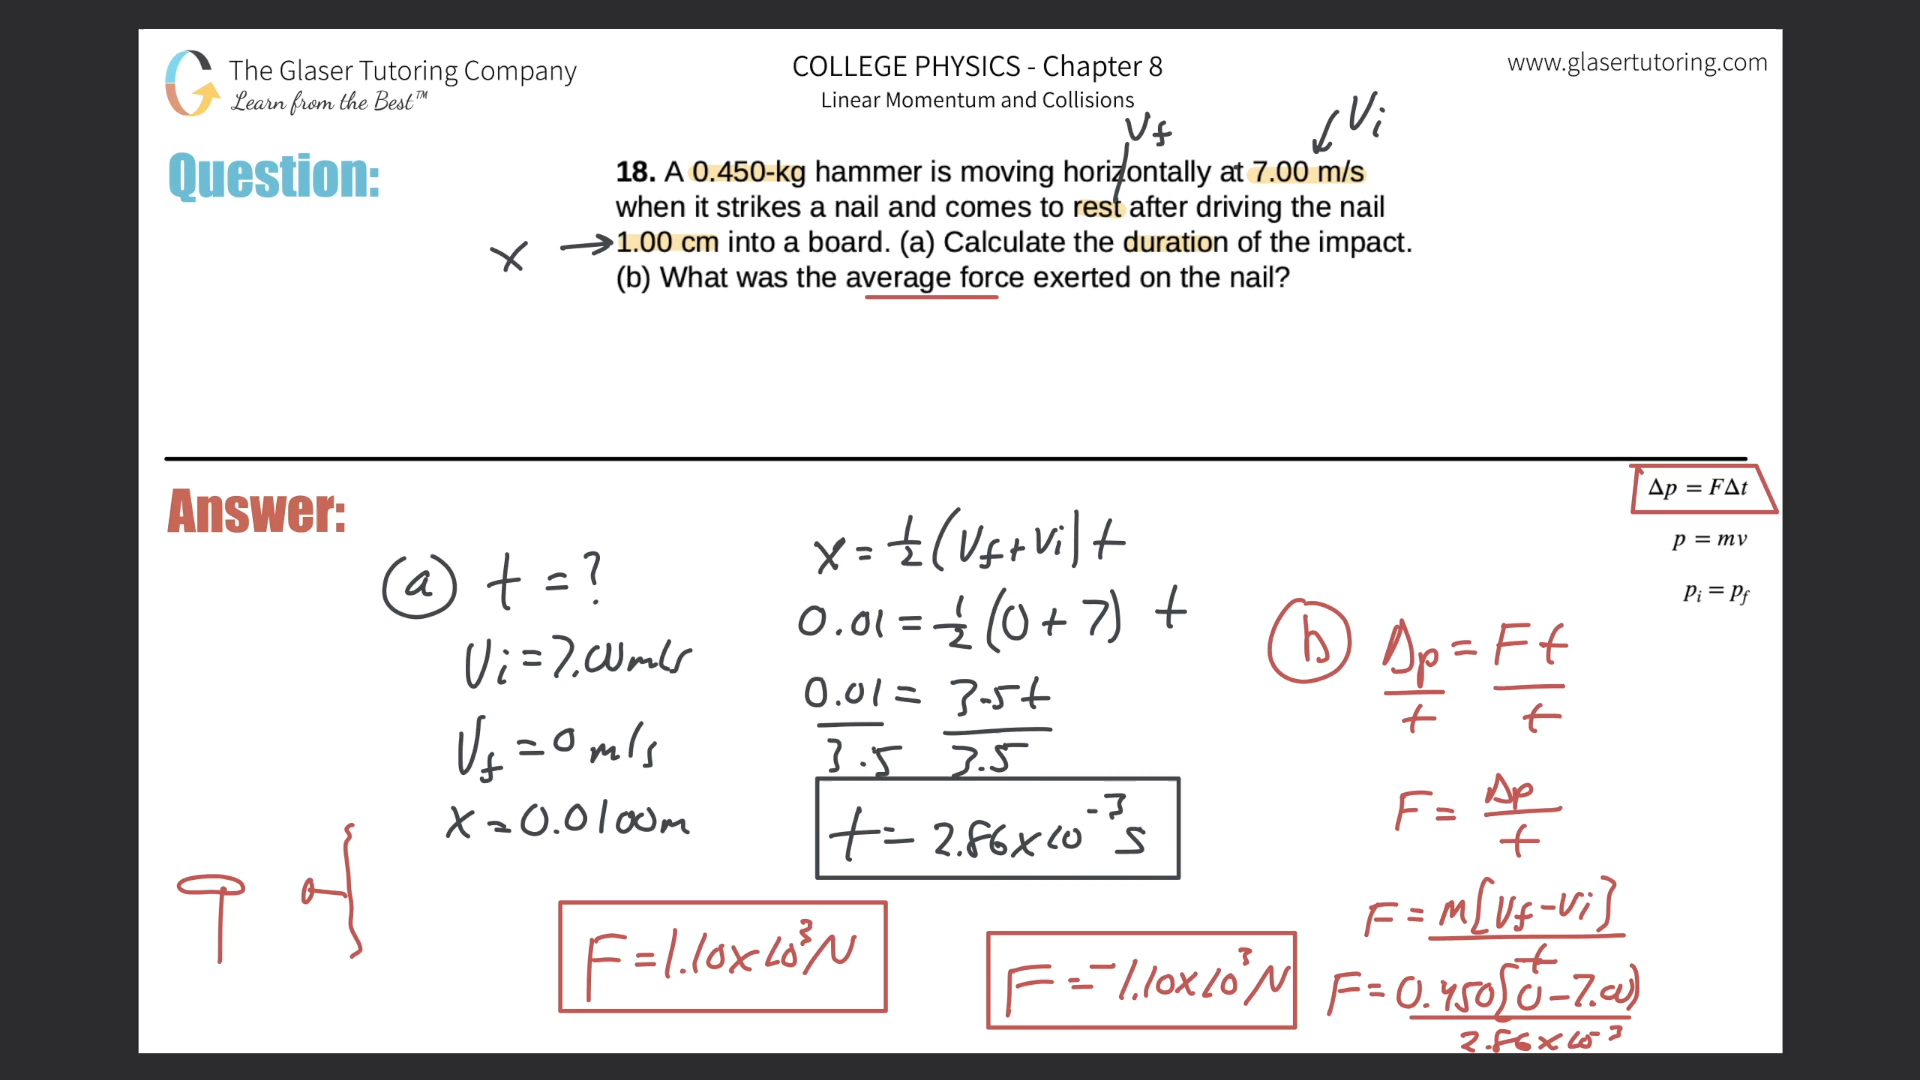 The Glaser Tutoring Company
Learn from the Best™
COLLEGE PHYSICS - Chapter 8
Linear Momentum and Collisions
www.glasertutoring.com
Vf
Vi
Question:
18. A 0.450-kg hammer is moving horizontally at 7.00 m/s
when it strikes a nail and comes to rest after driving the nail
x → 1.00 cm into a board. (a) Calculate the duration of the impact.
(b) What was the average force exerted on the nail?
Answer:
Δp = FΔt
p = mv
pi = pf
(a) t = ?
Vi = 7.00 m/s
Vf = 0 m/s
x = 0.0100m
x = 1/2 (Vf + Vi) t
0.01 = 1/2 (0 + 7) t
0.01 = 3.5t
3.5 3.5
t = 2.86 x 10^-3 s
(b) Δp = Ft
t t
F = Δp/t
F = m[Vf - Vi]
t
F = 0.450[0 - 7.00)
2.86 x 10^-3
F = -1.10 x 10^3 N
F = 1.10 x 10^3 N